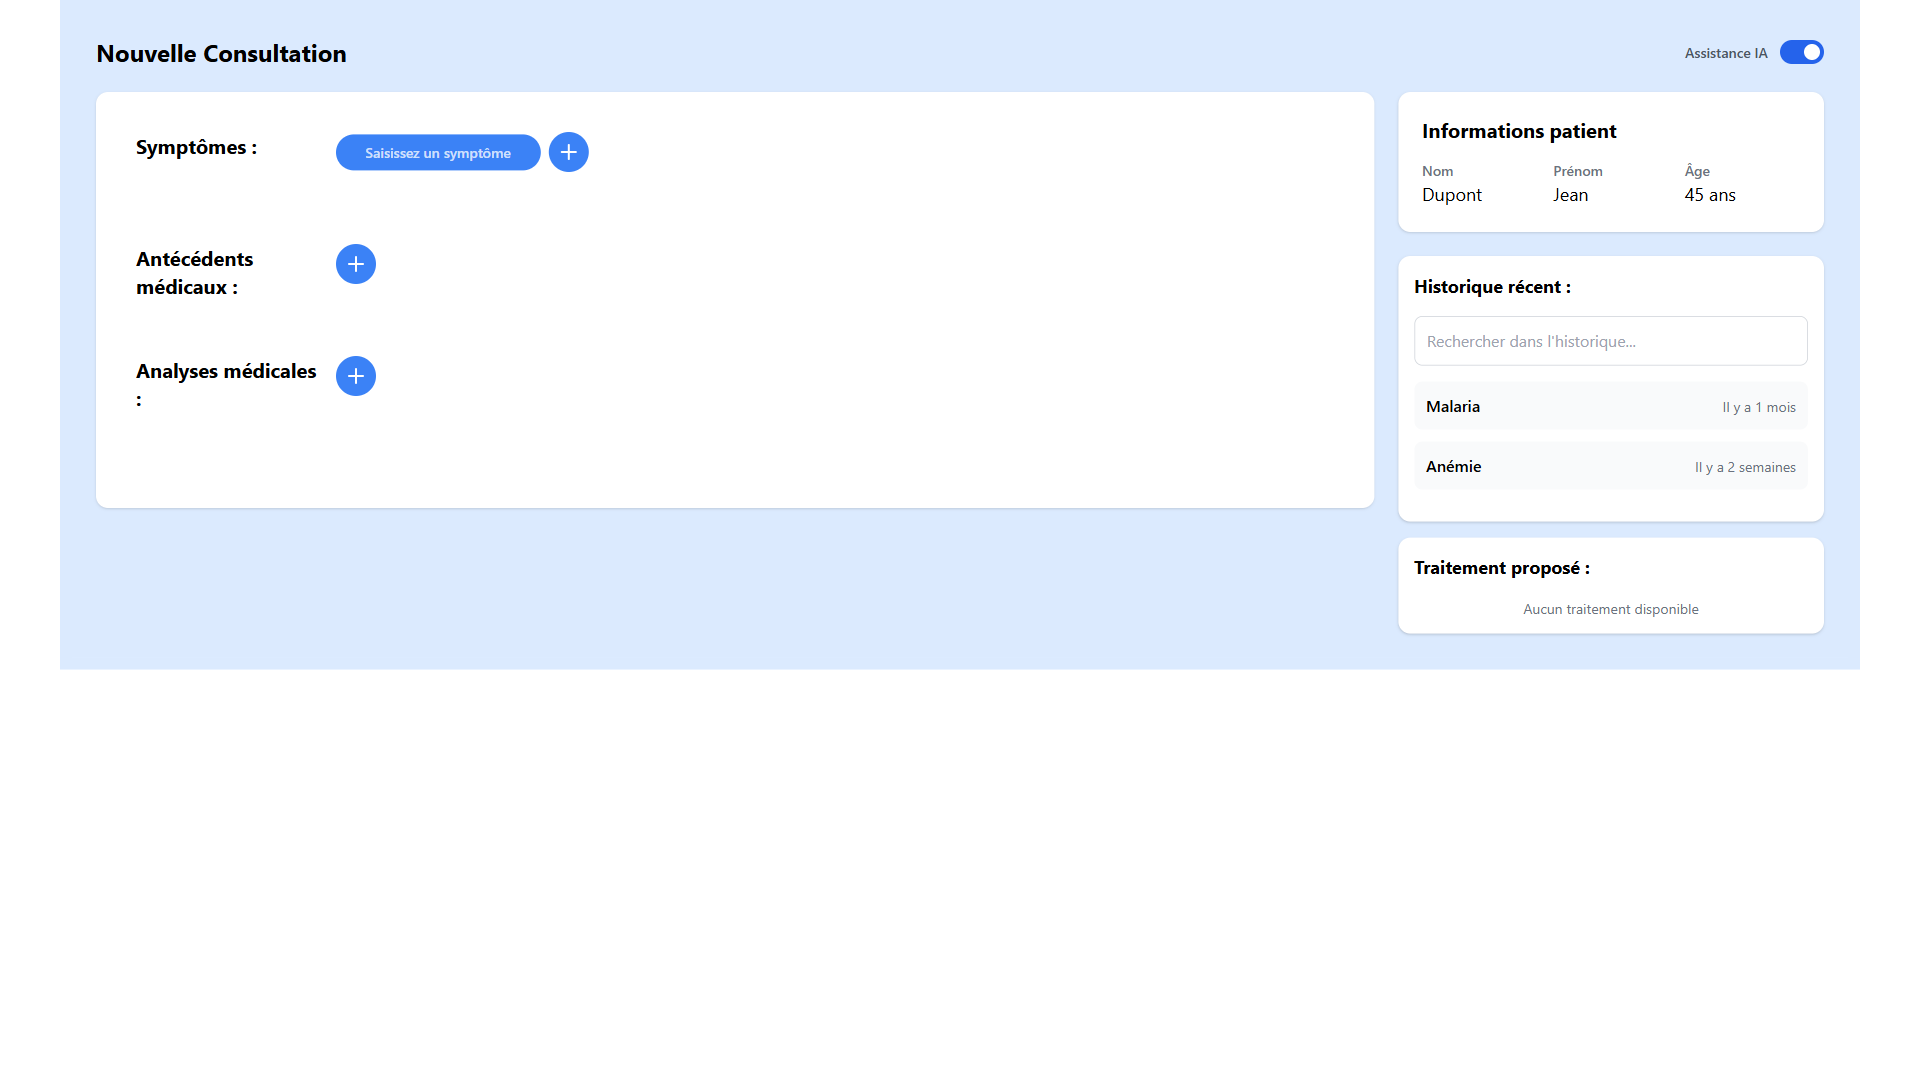 Nouvelle Consultation
Assistance IA
Symptômes :
Saisissez un symptôme
Antécédents
médicaux :
Analyses médicales
:
Informations patient
Nom
Prénom
Âge
Dupont
Jean
45 ans
Historique récent :
Rechercher dans l'historique...
Malaria
Il y a 1 mois
Anémie
Il y a 2 semaines
Traitement proposé :
Aucun traitement disponible